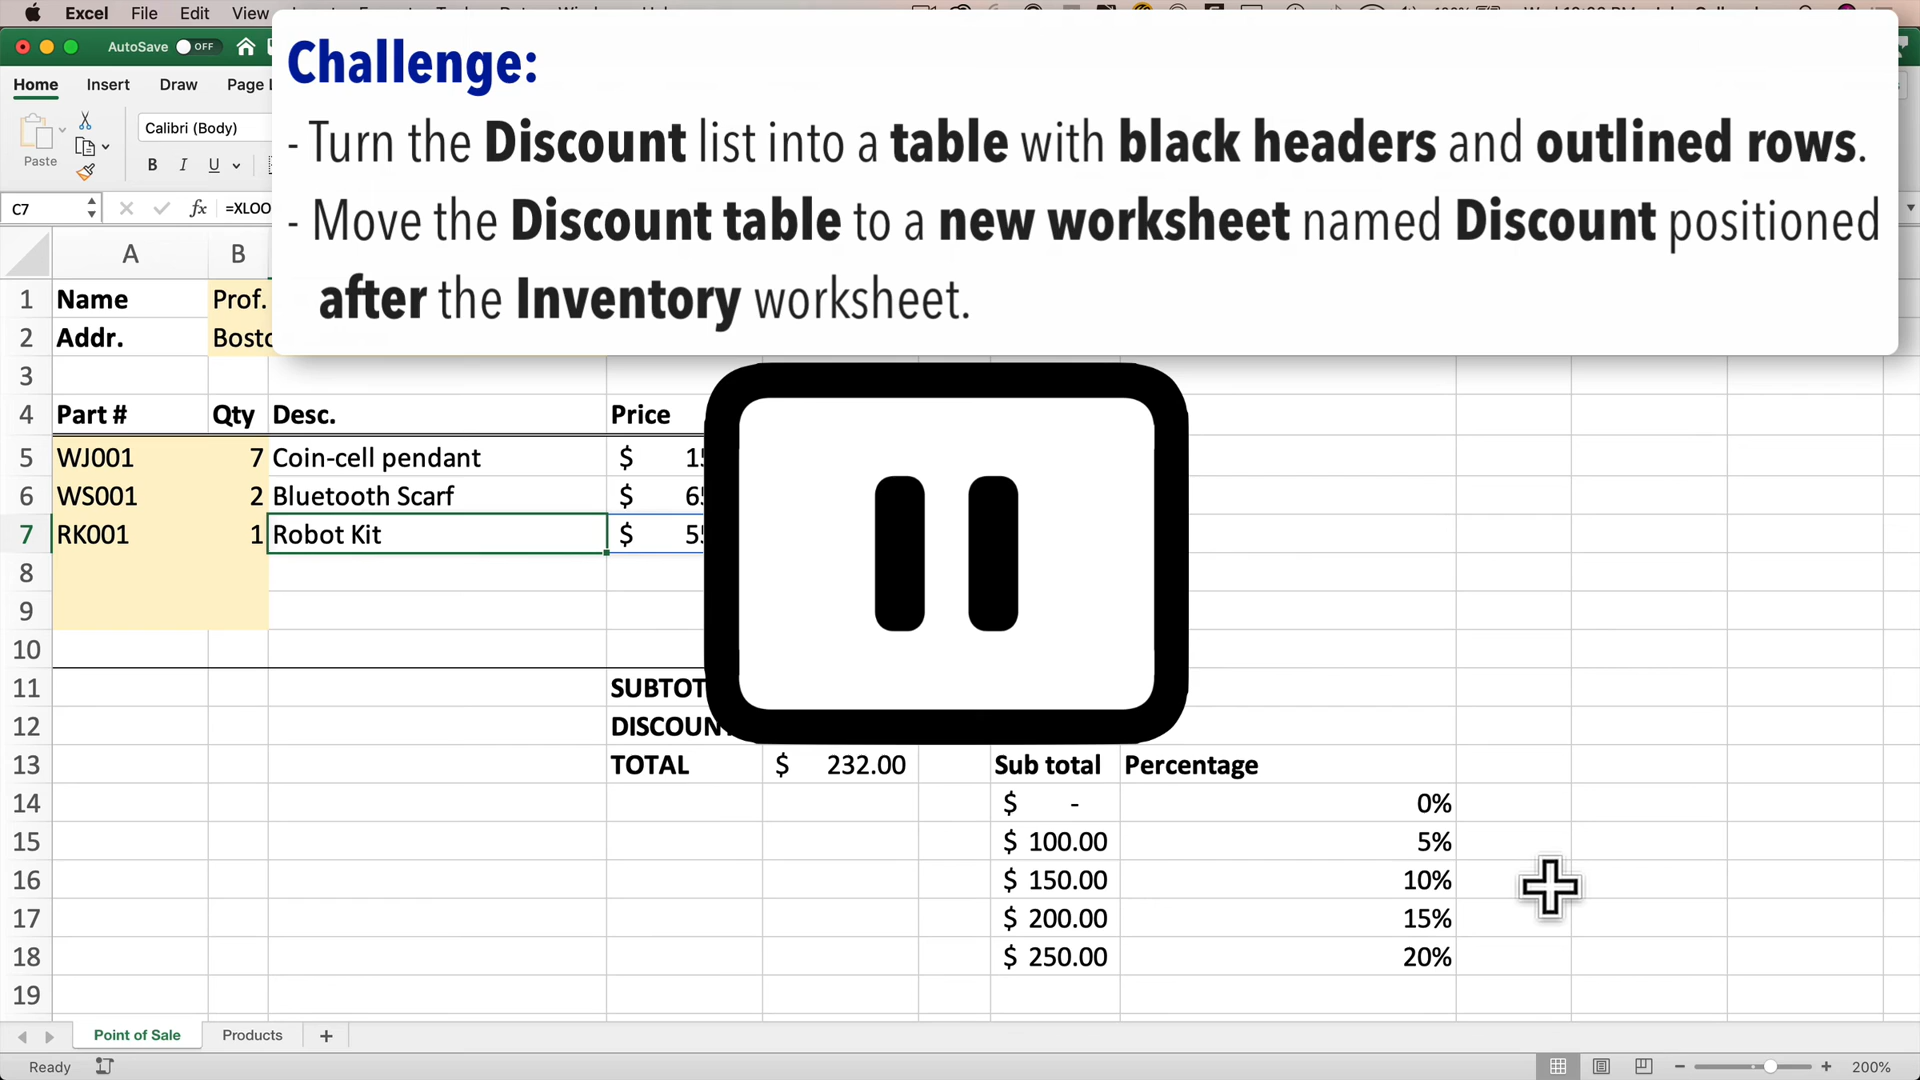 Excel File Edit View
AutoSave OFF
Challenge:
- Turn the Discount list into a table with black headers and outlined rows.
- Move the Discount table to a new worksheet named Discount positioned
after the Inventory worksheet.
Home Insert Draw Page
Paste
Calibri (Body)
B I U
C7 fx =XLOO
A B
1 Name Prof.
2 Addr. Bosto
3
4 Part # Qty Desc. Price
5 WJ001 7 Coin-cell pendant $ 15
6 WS001 2 Bluetooth Scarf $ 65
7 RK001 1 Robot Kit $ 55
8
9
10
11 SUBTOT
12 DISCOUN
13 TOTAL $ 232.00 Sub total Percentage
14 $ - 0%
15 $ 100.00 5%
16 $ 150.00 10%
17 $ 200.00 15%
18 $ 250.00 20%
19
Point of Sale Products +
Ready
- + 200%